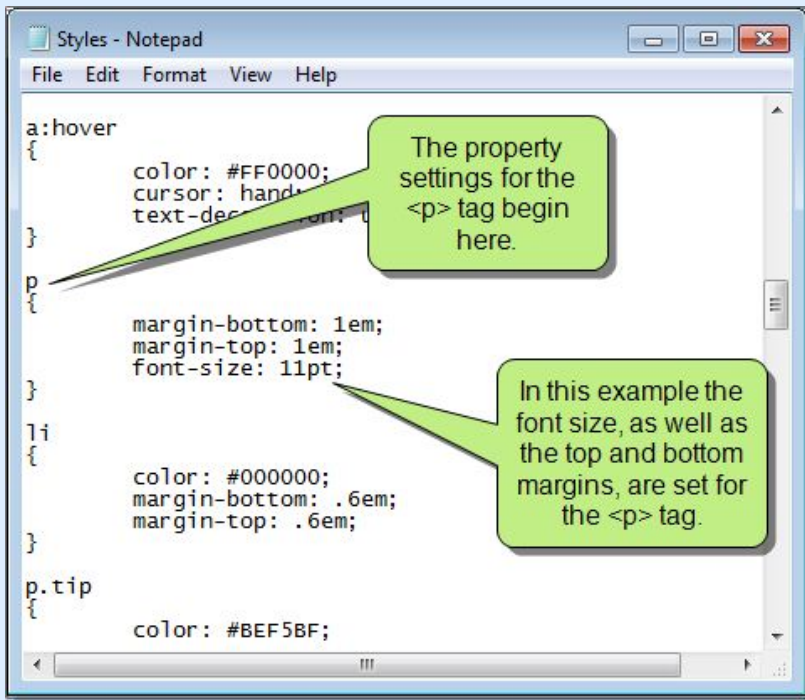 Styles - Notepad
File Edit Format View Help
a:hover
{
color: #FF0000;
cursor: hand;
text-decoration:
}
The property
settings for the
<p> tag begin
here.
p
{
margin-bottom: 1em;
margin-top: 1em;
font-size: 11pt;
}
In this example the
font size, as well as
the top and bottom
margins, are set for
the <p> tag.
li
{
color: #000000;
margin-bottom: .6em;
margin-top: .6em;
}
p.tip
{
color: #BEF5BF;